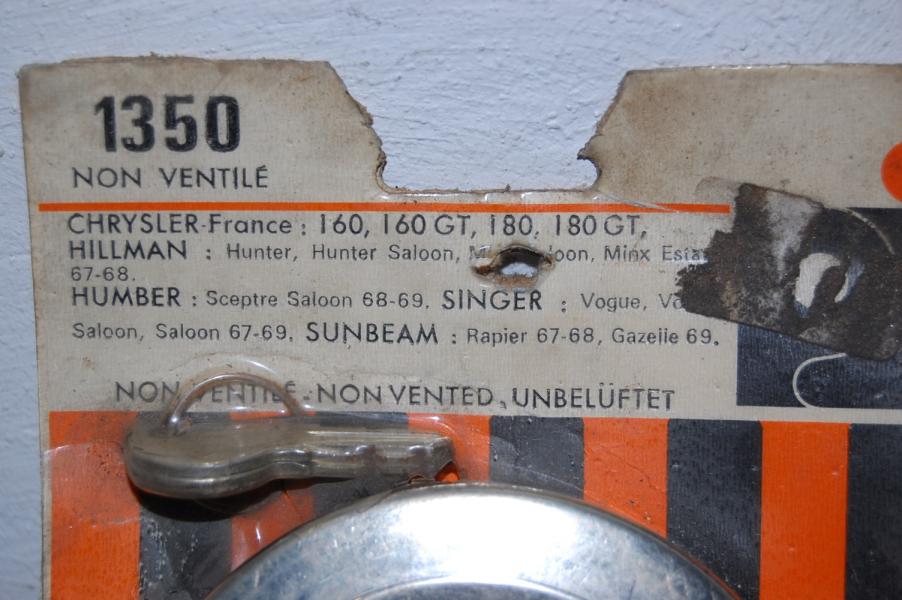 1350
NON VENTILÉ
CHRYSLER-France : 160, 160 GT, 180, 180 GT,
HILLMAN : Hunter, Hunter Saloon, Minx
67-68.
HUMBER : Sceptre Saloon 68-69. SINGER : Vogue,
Saloon, Saloon 67-69. SUNBEAM : Rapier 67-68, Gazelle 69.
NON VENTILÉ - NON VENTED, UNBELÜFTET